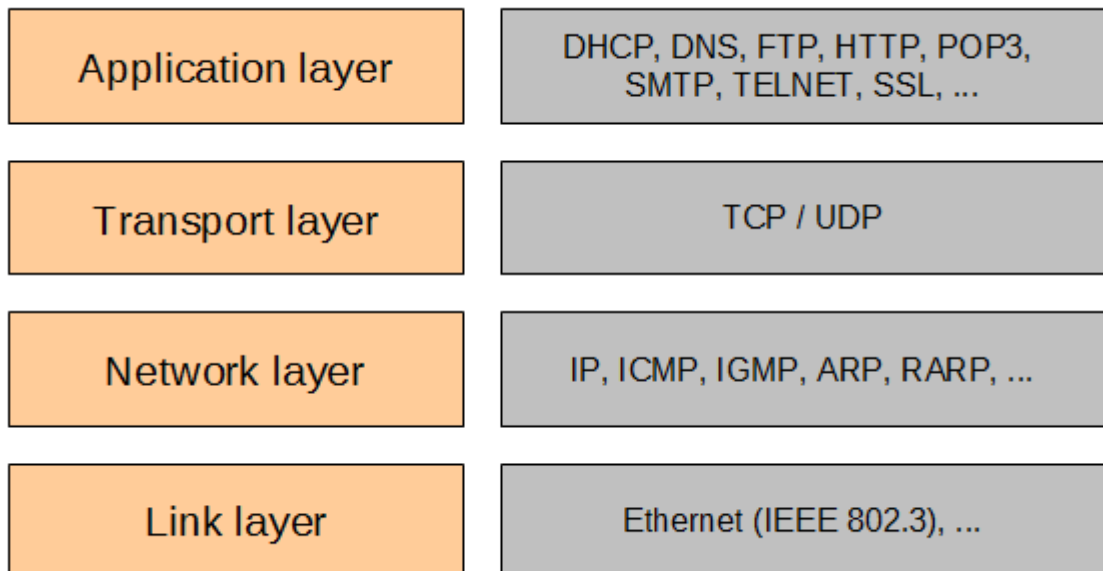 Application layer
DHCP, DNS, FTP, HTTP, POP3,
SMTP, TELNET, SSL, ...
Transport layer
TCP / UDP
Network layer
IP, ICMP, IGMP, ARP, RARP, ...
Link layer
Ethernet (IEEE 802.3), ...